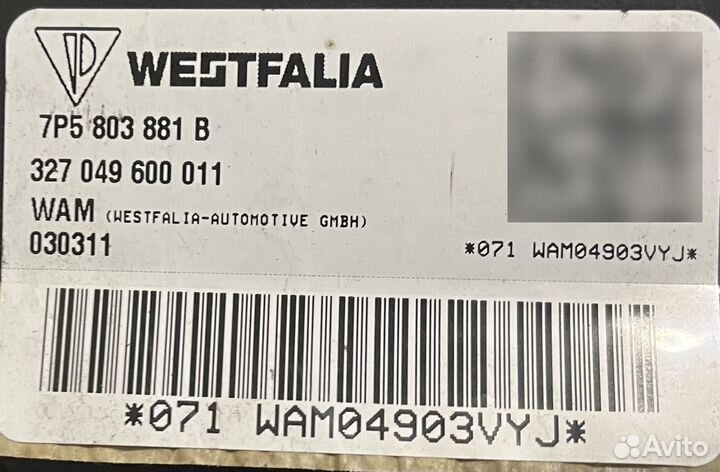 WESTFALIA
7P5 803 881 B
327 049 600 011
WAM (WESTFALIA-AUTOMOTIVE GMBH)
030311
*071 WAM04903VYJ*
*071 WAM04903VYJ*
Avito